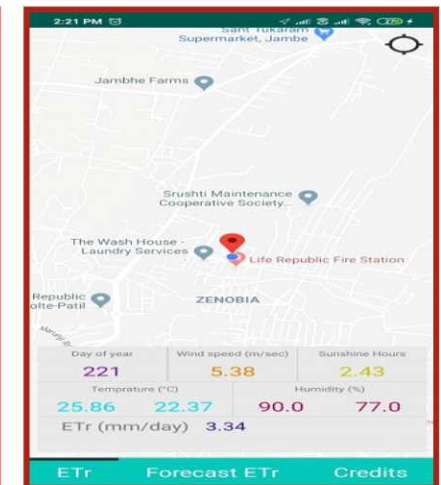 2:21 PM
Sant Tukaram
Supermarket, Jambe
Jambhe Farms
Srushti Maintenance
Cooperative Society...
The Wash House -
Laundry Services
Life Republic Fire Station
Republic
olte-Patil
ZENOBIA
Day of year Wind speed (m/sec) Sunshine Hours
221 5.38 2.43
Temprature (°C) Humidity (%)
25.86 22.37 90.0 77.0
ETr (mm/day) 3.34
ETr Forecast ETr Credits